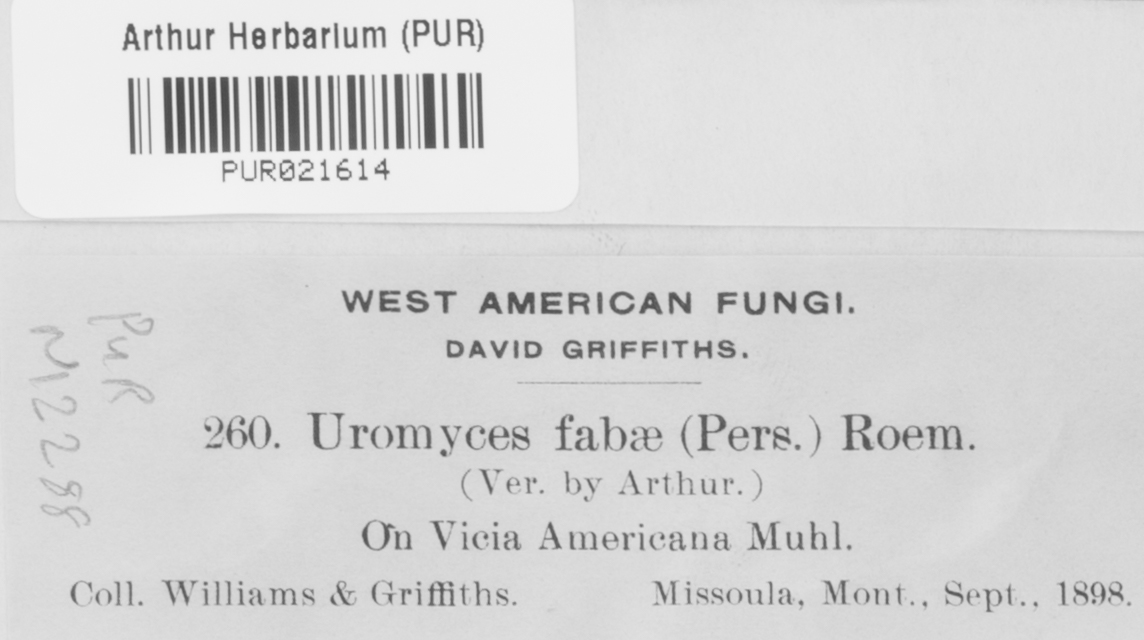 Arthur Herbarium (PUR)
PUR021614
WEST AMERICAN FUNGI.
DAVID GRIFFITHS.
260. Uromyces fabæ (Pers.) Roem.
(Ver. by Arthur.)
On Vicia Americana Muhl.
Coll. Williams & Griffiths. Missoula, Mont., Sept., 1898.
PUR
N12288